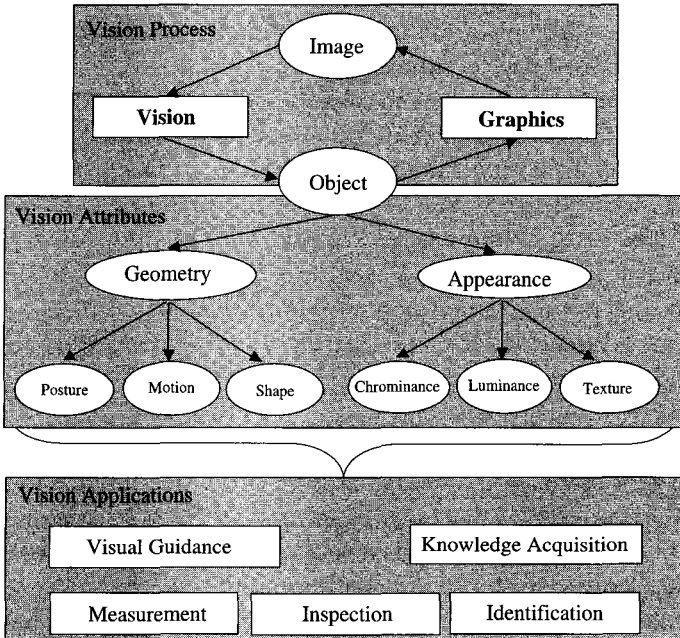 Vision Process
Image
Vision
Graphics
Object
Vision Attributes
Geometry
Appearance
Posture
Motion
Shape
Chrominance
Luminance
Texture
Vision Applications
Visual Guidance
Knowledge Acquisition
Measurement
Inspection
Identification